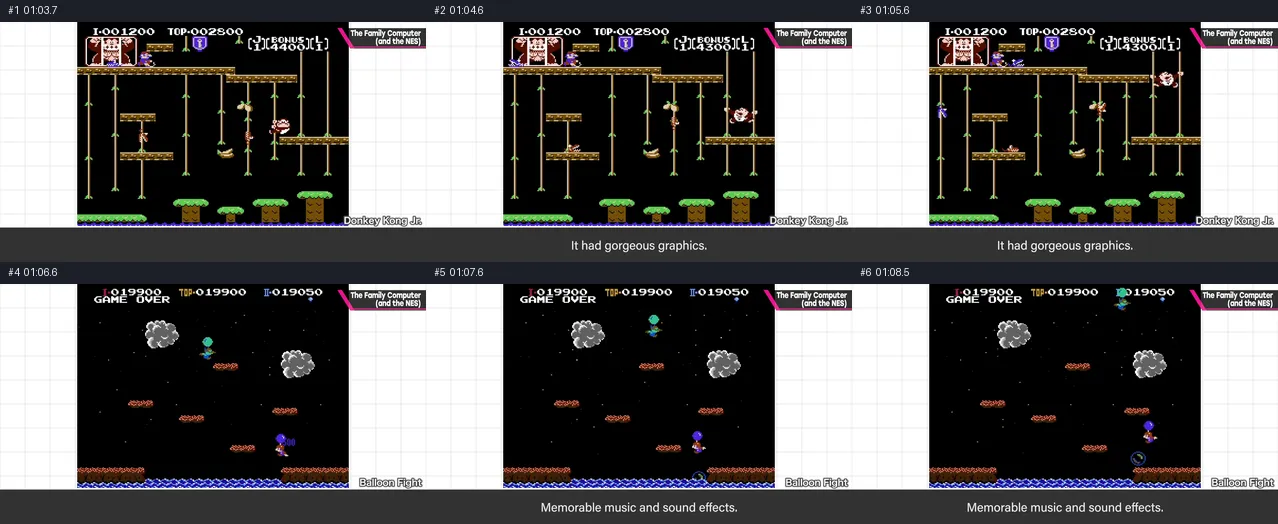 #1 01:03.7
I-001200 TOP-002800
BONUS
[J][4400][1]
The Family Computer
(and the NES)
Donkey Kong Jr.
#2 01:04.6
I-001200 TOP-002800
BONUS
[J][4300][1]
The Family Computer
(and the NES)
Donkey Kong Jr.
It had gorgeous graphics.
#3 01:05.6
I-001200 TOP-002800
BONUS
[J][4300][1]
The Family Computer
(and the NES)
Donkey Kong Jr.
It had gorgeous graphics.
#4 01:06.6
I-019900 TOP-019900 II-019050
GAME OVER
The Family Computer
(and the NES)
Balloon Fight
#5 01:07.6
I-019900 TOP-019900 II-019050
GAME OVER
The Family Computer
(and the NES)
Balloon Fight
Memorable music and sound effects.
#6 01:08.5
I-019900 TOP-019900 019050
GAME OVER
The Family Computer
(and the NES)
Balloon Fight
Memorable music and sound effects.